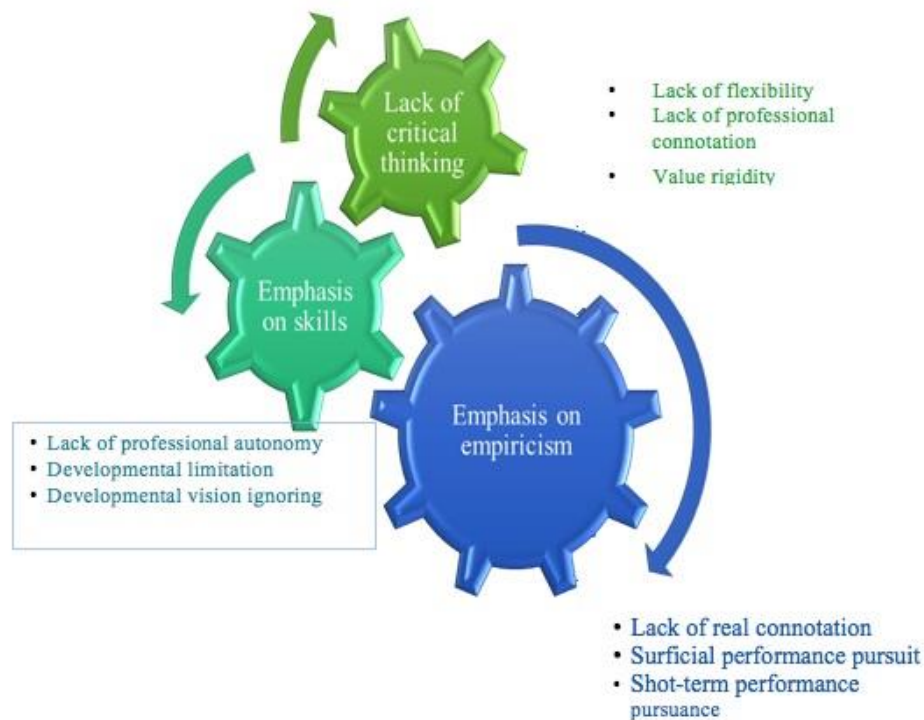 Lack of
critical
thinking
• Lack of flexibility
• Lack of professional
connotation
• Value rigidity
Emphasis
on skills
• Lack of professional autonomy
• Developmental limitation
• Developmental vision ignoring
Emphasis on
empiricism
• Lack of real connotation
• Surficial performance pursuit
• Shot-term performance
pursuance